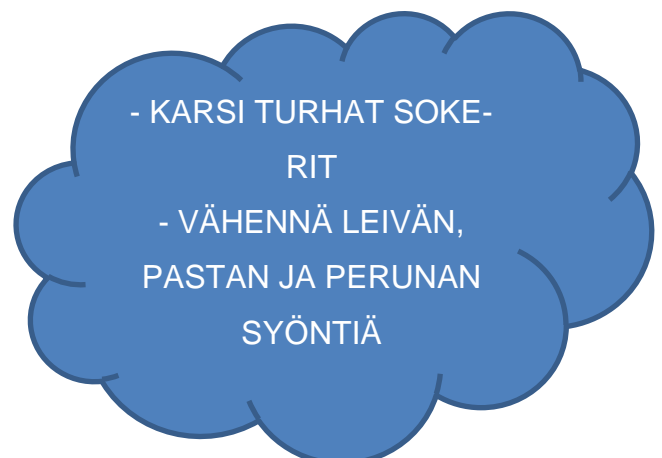 - KARSI TURHAT SOKE-
RIT
- VÄHENNÄ LEIVÄN,
PASTAN JA PERUNAN
SYÖNTIÄ